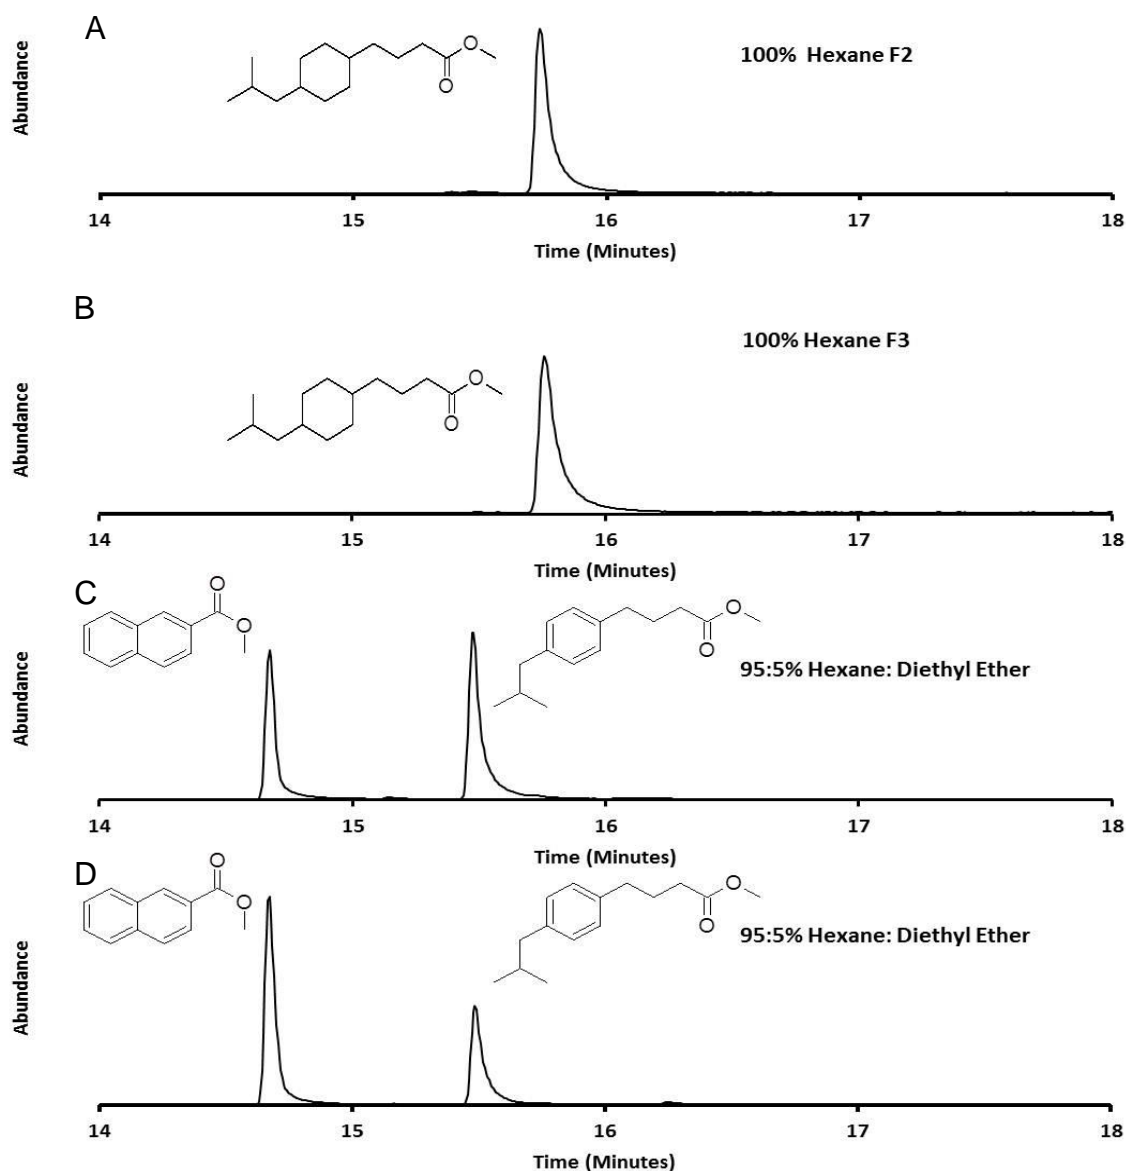 A
Abundance
O
O
100% Hexane F2
14 15 16 17 18
Time (Minutes)
B
Abundance
O
O
100% Hexane F3
14 15 16 17 18
Time (Minutes)
C
Abundance
O
O
O
O
95:5% Hexane: Diethyl Ether
14 15 16 17 18
Time (Minutes)
D
Abundance
O
O
O
O
95:5% Hexane: Diethyl Ether
14 15 16 17 18
Time (Minutes)